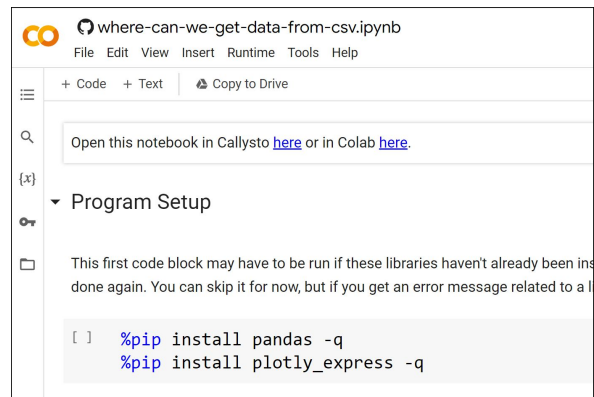 where-can-we-get-data-from-csv.ipynb
File Edit View Insert Runtime Tools Help
+ Code + Text Copy to Drive
Open this notebook in Callysto here or in Colab here.
{x}
Program Setup
This first code block may have to be run if these libraries haven't already been ins
done again. You can skip it for now, but if you get an error message related to a li
[ ] %pip install pandas -q
%pip install plotly_express -q